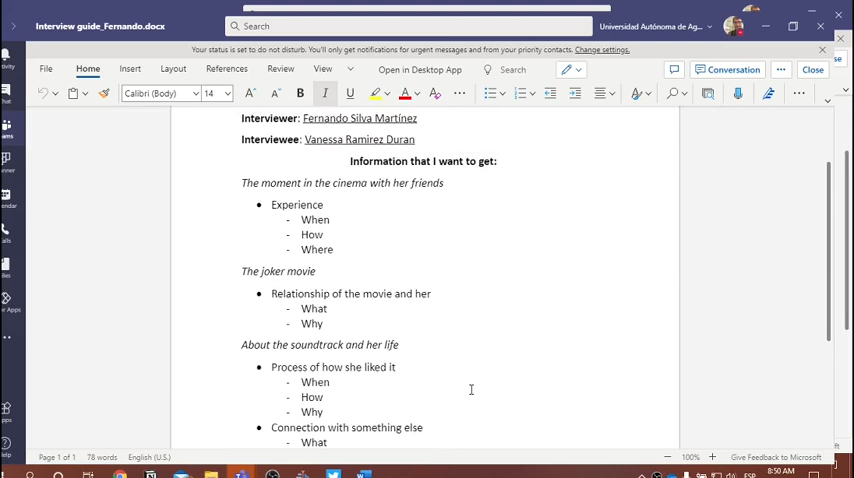 Interview guide_Fernando.docx
Search
Universidad Autónoma de Ag...
Your status is set to do not disturb. You'll only get notifications for urgent messages and from your priority contacts. Change settings.
File Home Insert Layout References Review View Open in Desktop App Search Conversation ... Close
Calibri (Body) 14 A A B I U A
Interviewer: Fernando Silva Martínez
Interviewee: Vanessa Ramirez Duran
Information that I want to get:
The moment in the cinema with her friends
• Experience
- When
- How
- Where
The joker movie
• Relationship of the movie and her
- What
- Why
About the soundtrack and her life
• Process of how she liked it
- When
- How
- Why
• Connection with something else
- What
Page 1 of 1 78 words English (U.S.) 100% Give Feedback to Microsoft
ESP 8:50 AM